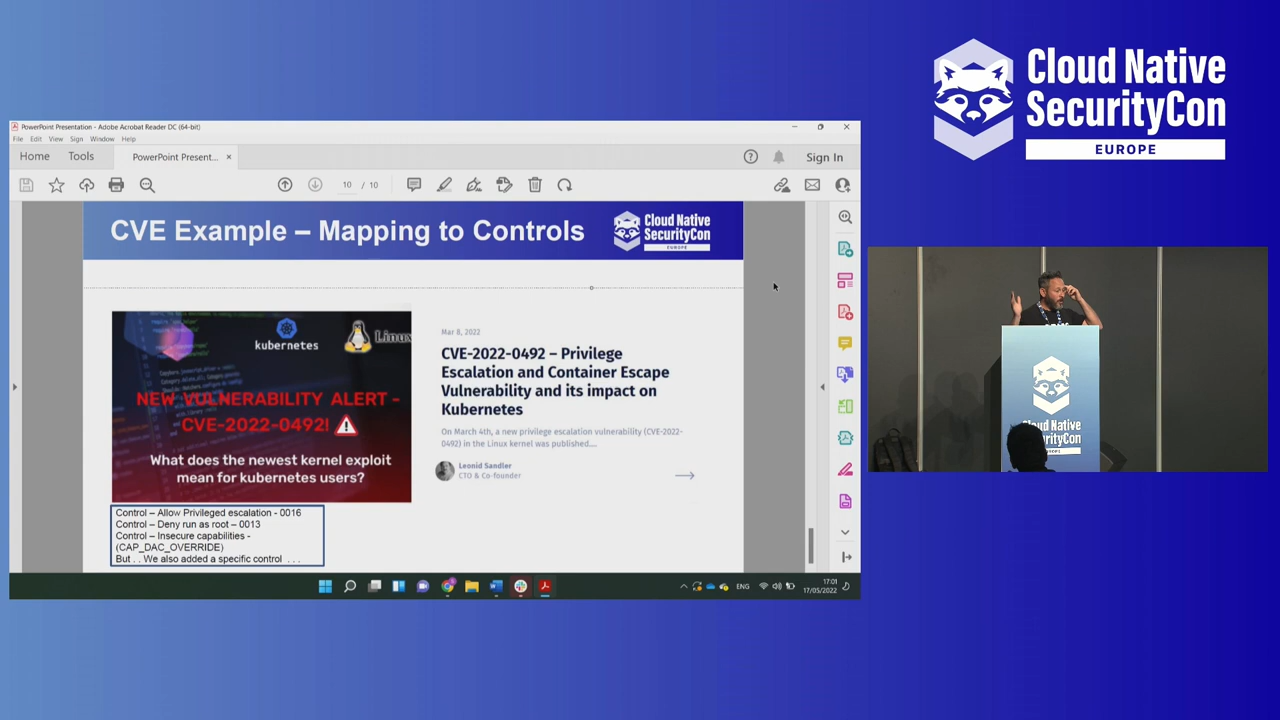 Cloud Native
SecurityCon
EUROPE
PowerPoint Presentation - Adobe Acrobat Reader DC (64-bit)
File Edit View Sign Window Help
Home Tools PowerPoint Present... × Sign In
10 / 10
CVE Example – Mapping to Controls
Cloud Native
SecurityCon
EUROPE
kubernetes
Linux
NEW VULNERABILITY ALERT -
CVE-2022-0492!
What does the newest kernel exploit
mean for kubernetes users?
Mar 8, 2022
CVE-2022-0492 – Privilege
Escalation and Container Escape
Vulnerability and its impact on
Kubernetes
On March 4th, a new privilege escalation vulnerability (CVE-2022-
0492) in the Linux kernel was published....
Leonid Sandler
CTO & Co-founder
Control – Allow Privileged escalation - 0016
Control – Deny run as root – 0013
Control – Insecure capabilities -
(CAP_DAC_OVERRIDE)
But . . We also added a specific control . . .
ENG
17:01
17/05/2022
Cloud Native
SecurityCon